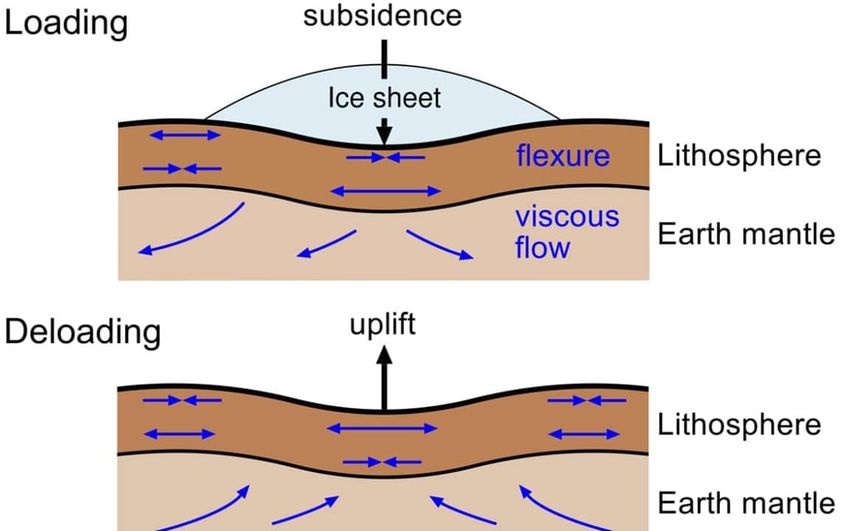 Loading
subsidence
Ice sheet
flexure
Lithosphere
viscous
flow
Earth mantle
Deloading
uplift
Lithosphere
Earth mantle